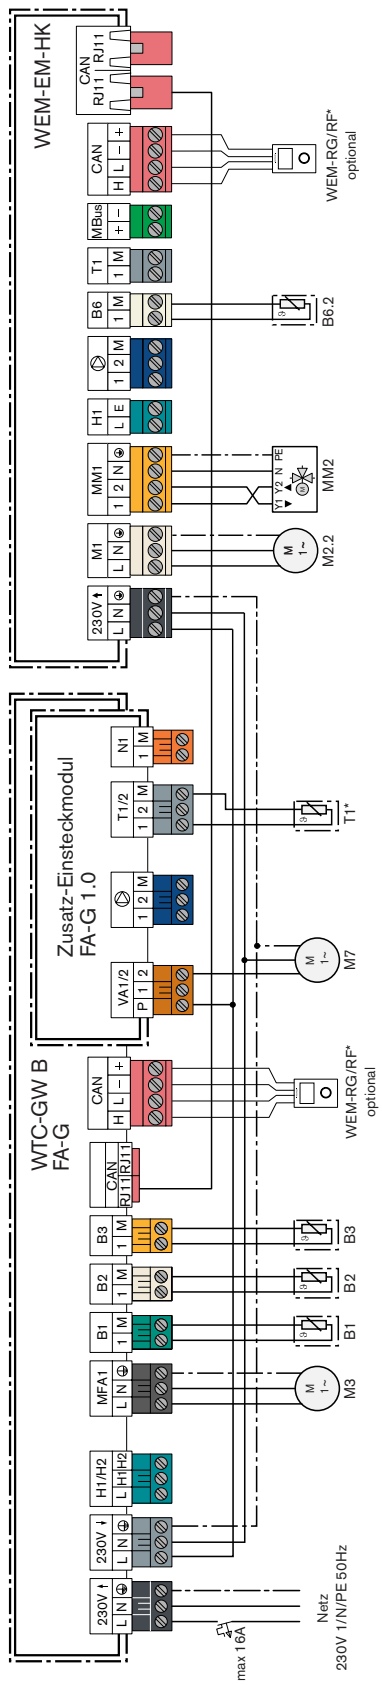 WTC-GW B
FA-G
Zusatz-Einsteckmodul
FA-G 1.0
WEM-EM-HK
230V
L N
230V
L N
H1/H2
L H1 H2
MFA1
L N
B1
1 M
B2
1 M
B3
1 M
CAN
RJ11 RJ11
CAN
H L − +
VA1/2
P 1 2
1 2 M
T1/2
1 2 M
N1
1 M
230V
L N
M1
L N
MM1
1 2 N
H1
L E
1 2 M
B6
1 M
T1
1 M
MBus
+ −
CAN
H L − +
CAN
RJ11 RJ11
max 16A
Netz
230V 1/N/PE 50Hz
M
1~
M3
ϑ
B1
ϑ
B2
ϑ
B3
WEM-RG/RF*
optional
M
1~
M7
ϑ
T1*
M
1~
M2.2
Y1 Y2 N PE
M
MM2
ϑ
B6.2
WEM-RG/RF*
optional